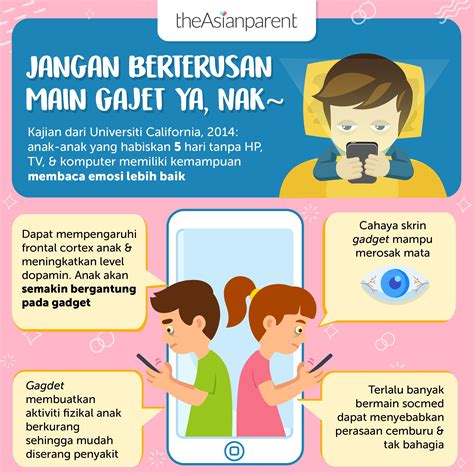 theAsianparent
JANGAN BERTERUSAN
MAIN GAJET YA, NAK~
Kajian dari Universiti California, 2014:
anak-anak yang habiskan 5 hari tanpa HP,
TV, & komputer memiliki kemampuan
membaca emosi lebih baik
Dapat mempengaruhi
frontal cortex anak &
meningkatkan level
dopamin. Anak akan
semakin bergantung
pada gadget
Cahaya skrin
gadget mampu
merosak mata
Gagdet
membuatkan
aktiviti fizikal anak
berkurang
sehingga mudah
diserang penyakit
Terlalu banyak
bermain socmed
dapat menyebabkan
perasaan cemburu &
tak bahagia